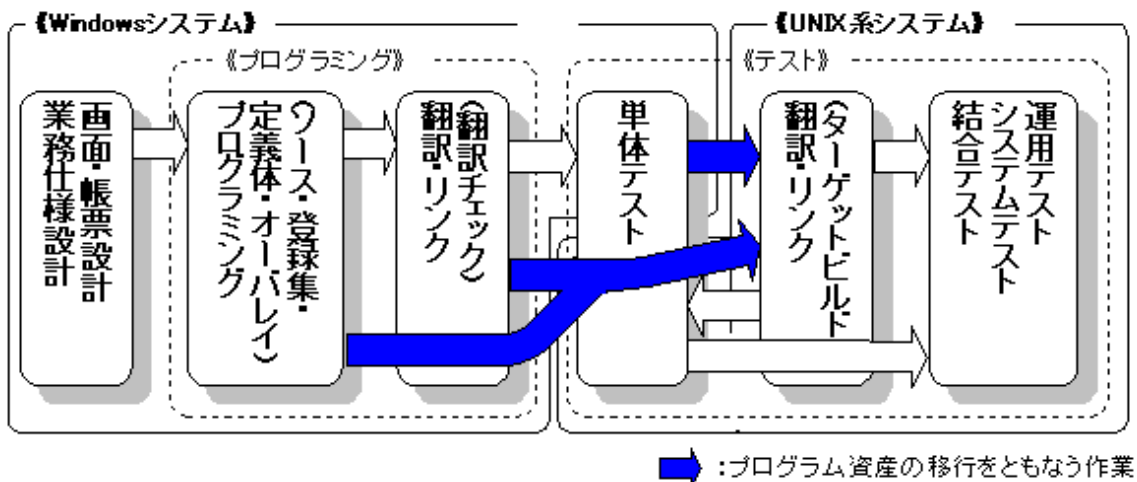 《Windowsシステム》
《UNIX系システム》
《プログラミング》
《テスト》
画面・帳票設計
業務仕様設計
(ソース・登録集・
定義体・オーバレイ)
プログラミング
(翻訳チェック)
翻訳・リンク
単体テスト
(ターゲットビルド)
翻訳・リンク
運用テスト
システムテスト
結合テスト
:プログラム資産の移行をともなう作業